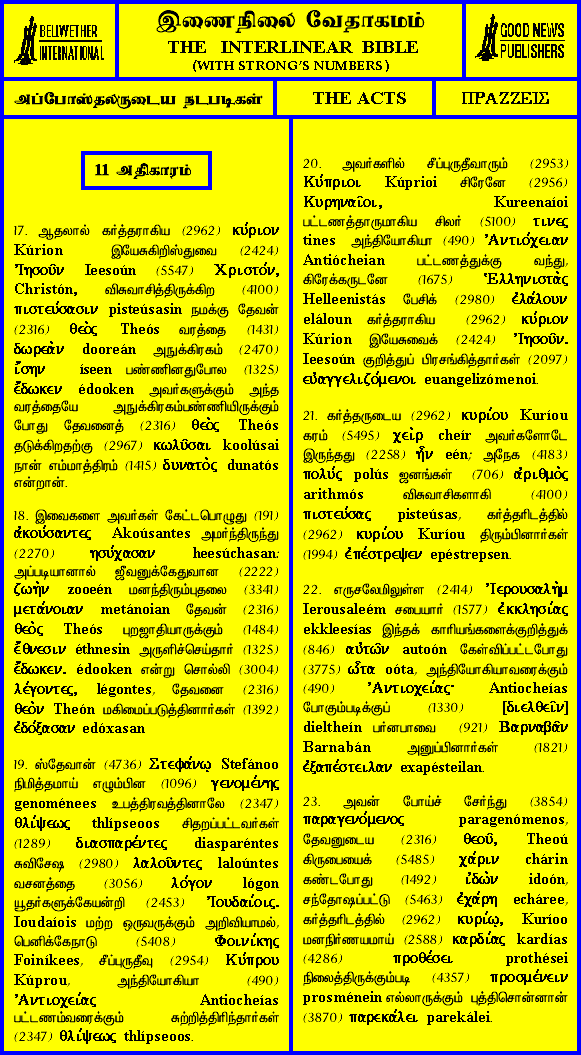 BELLWETHER
INTERNATIONAL
இணைநிலை வேதாகமம்
THE INTERLINEAR BIBLE
(WITH STRONG'S NUMBERS)
GOOD NEWS
PUBLISHERS
அப்போஸ்தலருடைய நடபடிகள்
THE ACTS
ΠΡΑΖΖΕΙΣ
11 அதிகாரம்
17. ஆதலால் கர்த்தராகிய (2962) κύριον
Kúrion இயேசுகிறிஸ்துவை (2424)
Ἰησοῦν Ieesoún (5547) Χριστόν,
Christón, விசுவாசித்திருக்கிற (4100)
πιστεύσασιν pisteúsasin நமக்கு தேவன்
(2316) θεὸς Theós வரத்தை (1431)
δωρεὰν dooreán அநுக்கிரகம் (2470)
ἴσην íseen பண்ணினதுபோல (1325)
ἔδωκεν édooken அவர்களுக்கும் அந்த
வரத்தையே அநுக்கிரகம்பண்ணியிருக்கும்
போது தேவனைத் (2316) θεὸς Theós
தடுக்கிறதற்கு (2967) κωλῦσαι koolúsai
நான் எம்மாத்திரம் (1415) δυνατὸς dunatós
என்றான்.
18. இவைகளை அவர்கள் கேட்டபொழுது (191)
ἀκούσαντες Akoúsantes அமர்ந்திருந்து
(2270) ησύχασαν heesúchasan;
அப்படியானால் ஜீவனுக்கேதுவான (2222)
ζωὴν zooeén மனந்திரும்புதலை (3341)
μετάνοιαν metánoian தேவன் (2316)
θεὸς Theós புறஜாதியாருக்கும் (1484)
ἔθνεσιν éthnesin அருளிச்செய்தார் (1325)
ἔδωκεν. édooken என்று சொல்லி (3004)
λέγοντες, légontes, தேவனை (2316)
θεὸν Theón மகிமைப்படுத்தினார்கள் (1392)
ἐδόξασαν edóxasan
19. ஸ்தேவான் (4736) Στεφάνῳ Stefánoo
நிமித்தமாய் எழும்பின (1096) γενομένης
genoménees உபத்திரவத்தினாலே (2347)
θλίψεως thlípseoos சிதறப்பட்டவர்கள்
(1289) διασπαρέντες diasparéntes
சுவிசேஷ (2980) λαλοῦντες laloúntes
வசனத்தை (3056) λόγον lógon
யூதர்களுக்கேயன்றி (2453) Ἰουδαίοις.
Ioudaíois மற்ற ஒருவருக்கும் அறிவியாமல்,
பெனிக்கேநாடு (5408) Φοινίκης
Foiníkees, சீப்புருதீவு (2954) Κύπρου
Kúprou, அந்தியோகியா (490)
Ἀντιοχείας Antiocheías
பட்டணம்வரைக்கும் சுற்றித்திரிந்தார்கள்
(2347) θλίψεως thlípseoos.
20. அவர்களில் சீப்புருதீவாரும் (2953)
Κύπριοι Kúprioi சிரேனே (2956)
Κυρηναῖοι, Kureenaíoi
பட்டணத்தாருமாகிய சிலர் (5100) τινες
tines அந்தியோகியா (490) Ἀντιόχειαν
Antiócheian பட்டணத்துக்கு வந்து,
கிரேக்கருடனே (1675) Ἑλληνιστὰς
Helleenistás பேசிக் (2980) ἐλάλουν
eláloun கர்த்தராகிய (2962) κύριον
Kúrion இயேசுவைக் (2424) Ἰησοῦν.
Ieesoún குறித்துப் பிரசங்கித்தார்கள் (2097)
εὐαγγελιζόμενοι euangelizómenoi.
21. கர்த்தருடைய (2962) κυρίου Kuríou
கரம் (5495) χεὶρ cheír அவர்களோடே
இருந்தது (2258) ἦν eén; அநேக (4183)
πολύς polús ஜனங்கள் (706) ἀριθμὸς
arithmós விசுவாசிகளாகி (4100)
πιστεύσας pisteúsas, கர்த்தரிடத்தில்
(2962) κυρίου Kuríou திரும்பினார்கள்
(1994) ἐπέστρεψεν epéstrepsen.
22. எருசலேமிலுள்ள (2414) Ἰερουσαλὴμ
Ierousaleém சபையார் (1577) ἐκκλησίας
ekkleesías இந்தக் காரியங்களைக்குறித்துக்
(846) αὐτῶν autoón கேள்விப்பட்டபோது
(3775) ὦτα oóta, அந்தியோகியாவரைக்கும்
(490) Ἀντιοχείας· Antiocheías
போகும்படிக்குப் (1330) [διελθεῖν]
dieltheín பர்னபாவை (921) Βαρναβᾶν
Barnabán அனுப்பினார்கள் (1821)
ἐξαπέστειλαν exapésteilan.
23. அவன் போய்ச் சேர்ந்து (3854)
παραγενόμενος paragenómenos,
தேவனுடைய (2316) θεοῦ, Theoú
கிருபையைக் (5485) χάριν chárin
கண்டபோது (1492) ἰδὼν idoón,
சந்தோஷப்பட்டு (5463) ἐχάρη echáree,
கர்த்தரிடத்தில் (2962) κυρίῳ, Kuríoo
மனநிர்ணயமாய் (2588) καρδίας kardías
(4286) προθέσει prothései
நிலைத்திருக்கும்படி (4357) προσμένειν
prosménein எல்லாருக்கும் புத்திசொன்னான்
(3870) παρεκάλει parekálei.